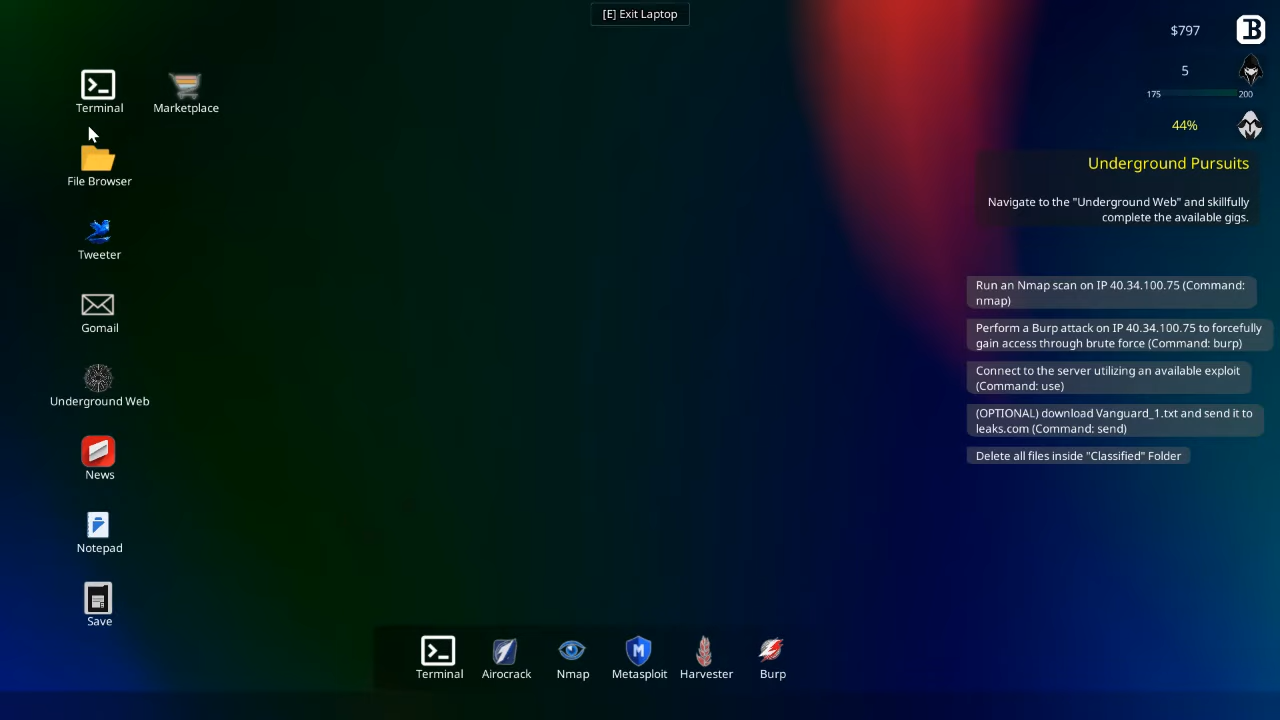 [E] Exit Laptop
$797
B
5
175
200
44%
Underground Pursuits
Navigate to the "Underground Web" and skillfully
complete the available gigs.
Run an Nmap scan on IP 40.34.100.75 (Command:
nmap)
Perform a Burp attack on IP 40.34.100.75 to forcefully
gain access through brute force (Command: burp)
Connect to the server utilizing an available exploit
(Command: use)
(OPTIONAL) download Vanguard_1.txt and send it to
leaks.com (Command: send)
Delete all files inside "Classified" Folder
Terminal
Marketplace
File Browser
Tweeter
Gomail
Underground Web
News
Notepad
Save
Terminal
Airocrack
Nmap
M
Metasploit
Harvester
Burp